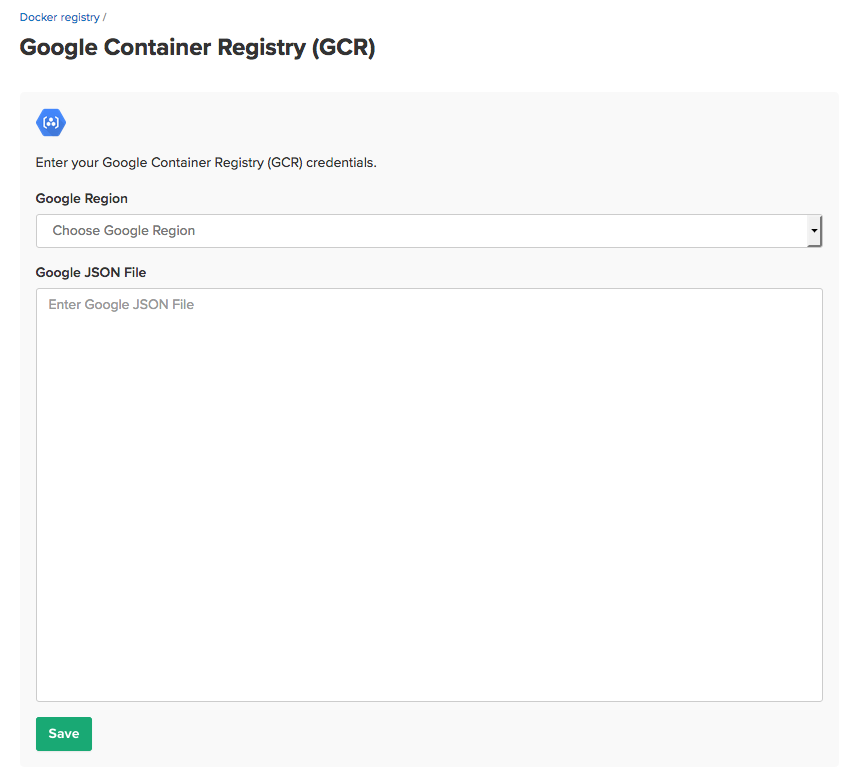 Docker registry /
Google Container Registry (GCR)
Enter your Google Container Registry (GCR) credentials.
Google Region
Choose Google Region
Google JSON File
Enter Google JSON File
Save